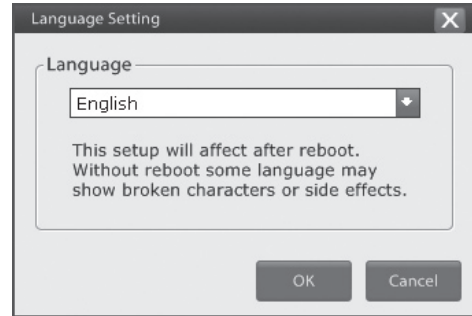 Language Setting
Language
English
This setup will affect after reboot.
Without reboot some language may
show broken characters or side effects.
OK
Cancel